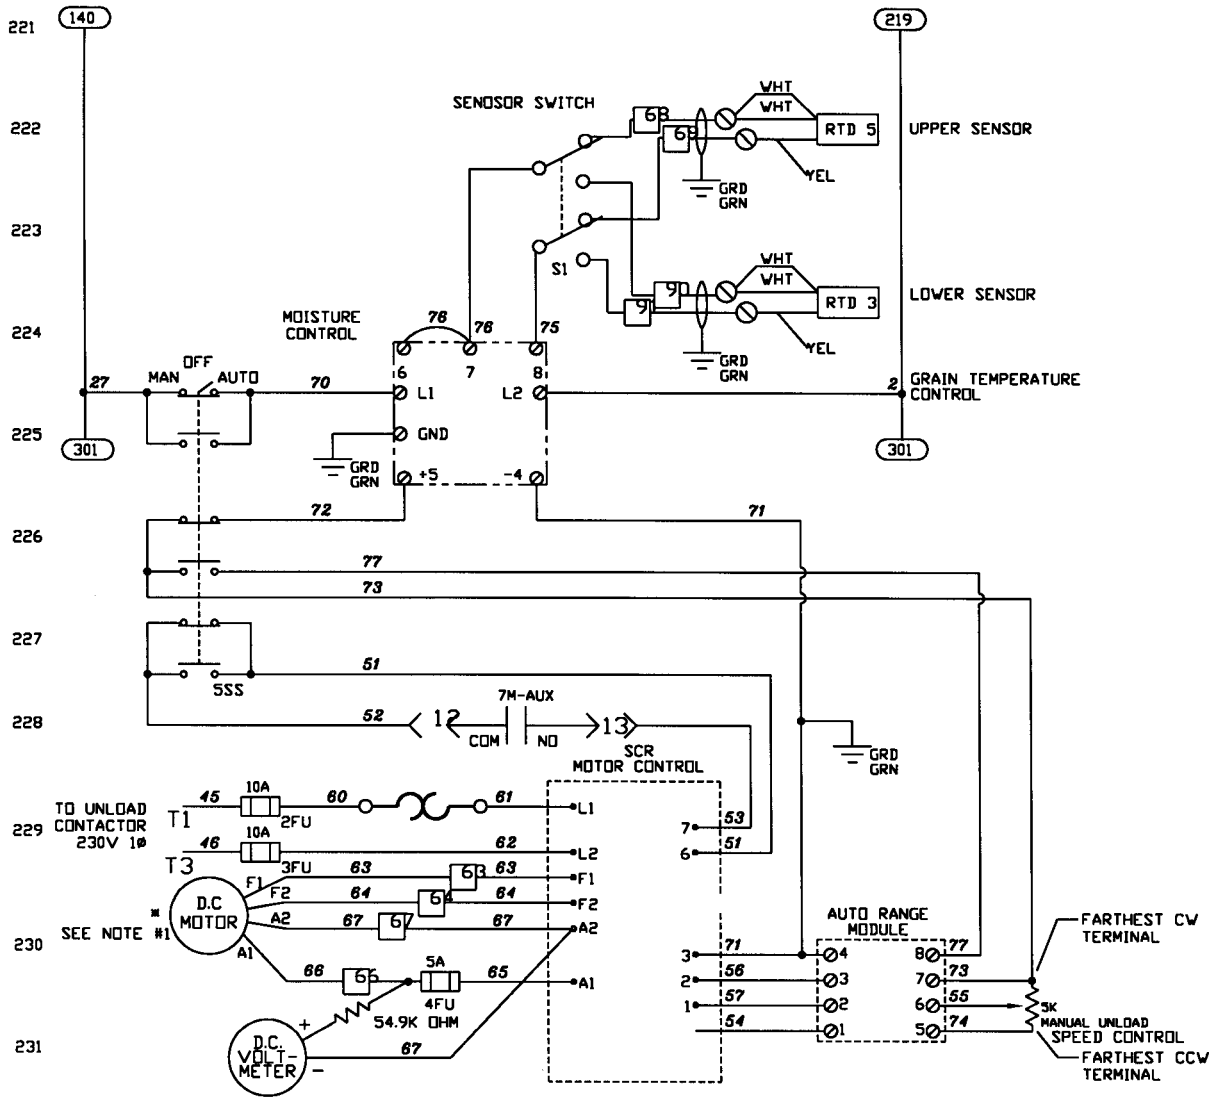 221
140
219
SENOSOR SWITCH
68
WHT
WHT
222
69
RTD 5
UPPER SENSOR
YEL
GRD
GRN
223
S1
WHT
WHT
90
RTD 3
LOWER SENSOR
MOISTURE
CONTROL
76
76
75
224
YEL
GRD
GRN
OFF
MAN
AUTO
6
7
8
27
70
L1
L2
2
GRAIN TEMPERATURE
CONTROL
225
GND
301
301
GRD
GRN
+5
-4
72
71
226
77
73
227
51
5SS
7M-AUX
228
52
12
13
COM
NO
GRD
GRN
SCR
MOTOR CONTROL
10A
45
60
61
L1
TO UNLOAD
CONTACTOR
230V 1ø
T1
2FU
53
7
229
10A
46
62
L2
51
6
T3
3FU
63
63
63
F1
F1
F2
64
64
64
F2
D.C
MOTOR
*
SEE NOTE #1
A2
67
67
67
A2
AUTO RANGE
MODULE
FARTHEST CW
TERMINAL
230
A1
3
71
4
8
77
66
66
5A
65
A1
2
56
3
7
73
4FU
1
57
2
6
55
5K
54.9K OHM
54
1
5
74
MANUAL UNLOAD
SPEED CONTROL
231
+
D.C.
VOLT-
METER
-
67
FARTHEST CCW
TERMINAL